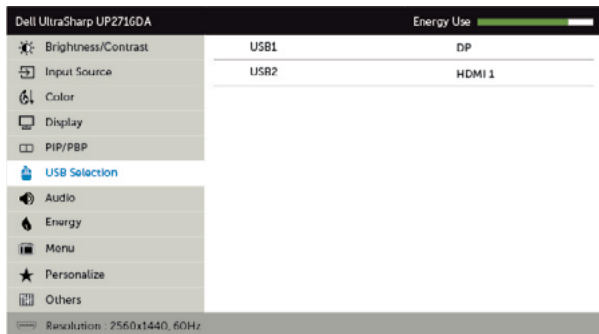 Dell UltraSharp UP2716DA Energy Use
Brightness/Contrast USB1 DP
Input Source USB2 HDMI 1
Color
Display
PIP/PBP
USB Selection
Audio
Energy
Menu
Personalize
Others
Resolution : 2560x1440, 60Hz